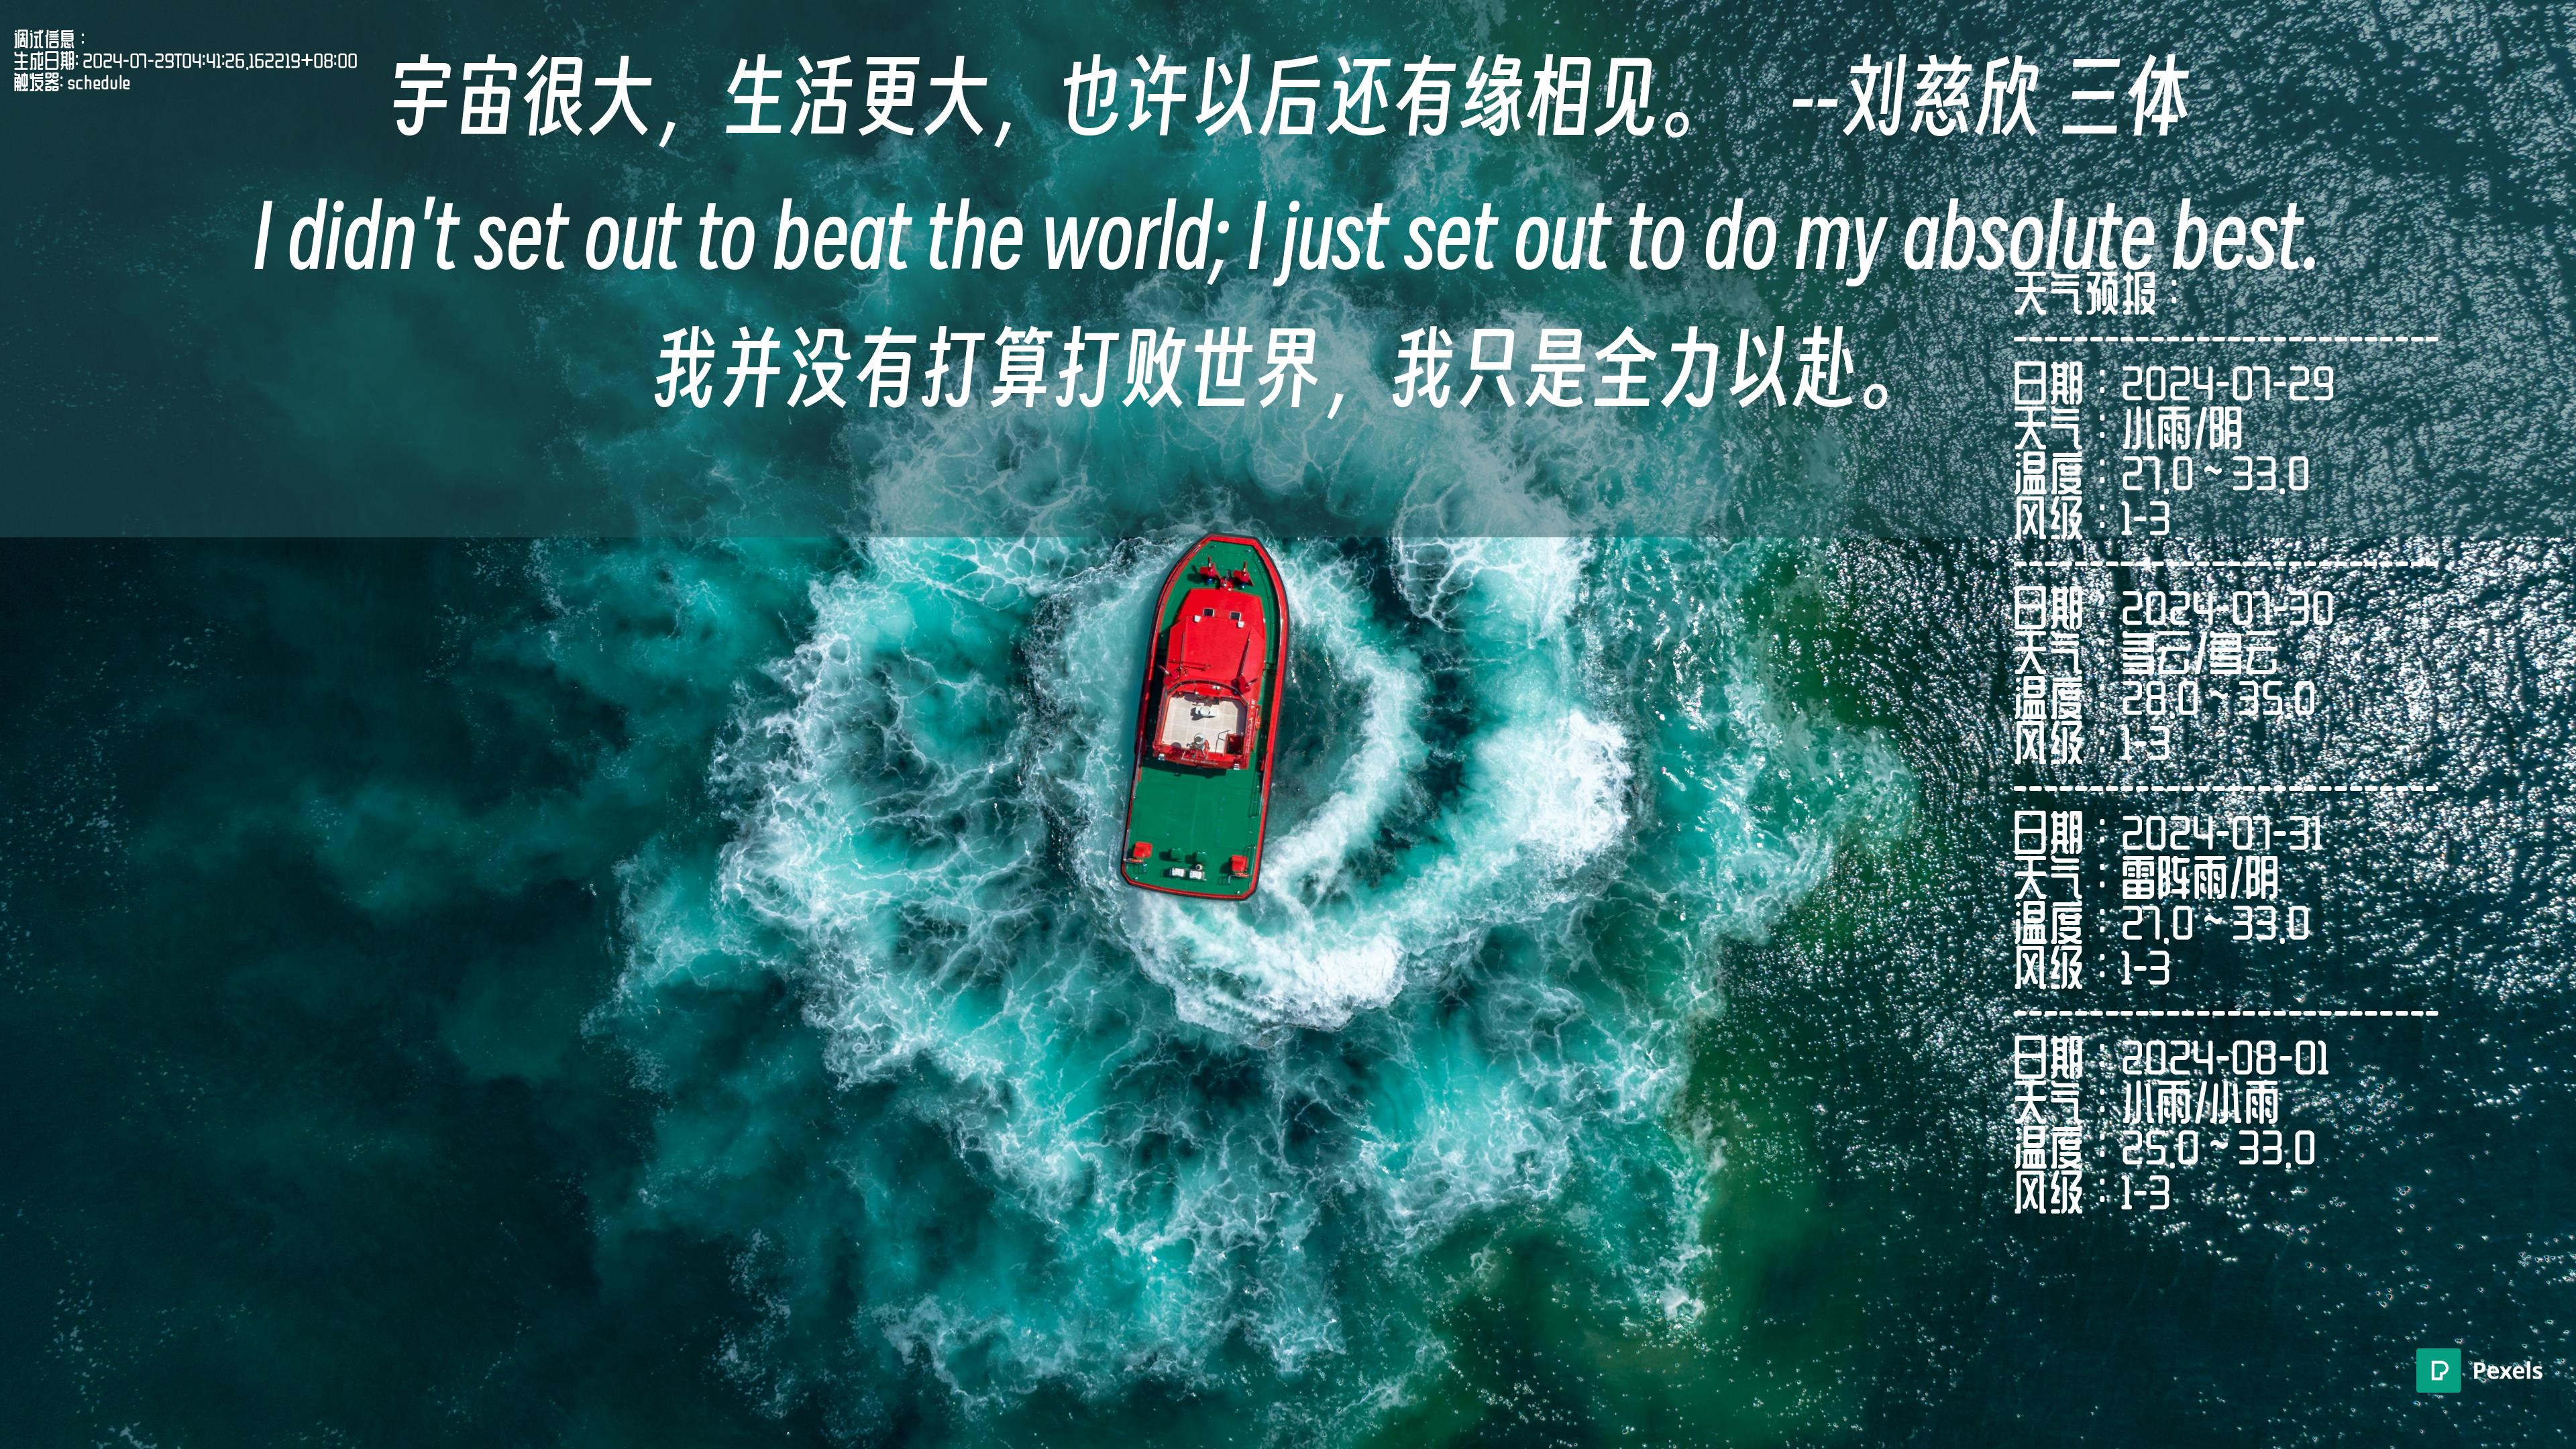 调试信息：
生成日期: 2024-07-29T04:41:26.162219+08:00
触发器: schedule
宇宙很大，生活更大，也许以后还有缘相见。 --刘慈欣 三体
I didn't set out to beat the world; I just set out to do my absolute best.
我并没有打算打败世界，我只是全力以赴。
天气预报：
------------------------------
日期：2024-07-29
天气：小雨/阴
温度：27.0 ~ 33.0
风级：1-3
------------------------------
日期：2024-07-30
天气：多云/多云
温度：28.0 ~ 35.0
风级：1-3
------------------------------
日期：2024-07-31
天气：雷阵雨/阴
温度：27.0 ~ 33.0
风级：1-3
------------------------------
日期：2024-08-01
天气：小雨/小雨
温度：25.0 ~ 33.0
风级：1-3
Pexels